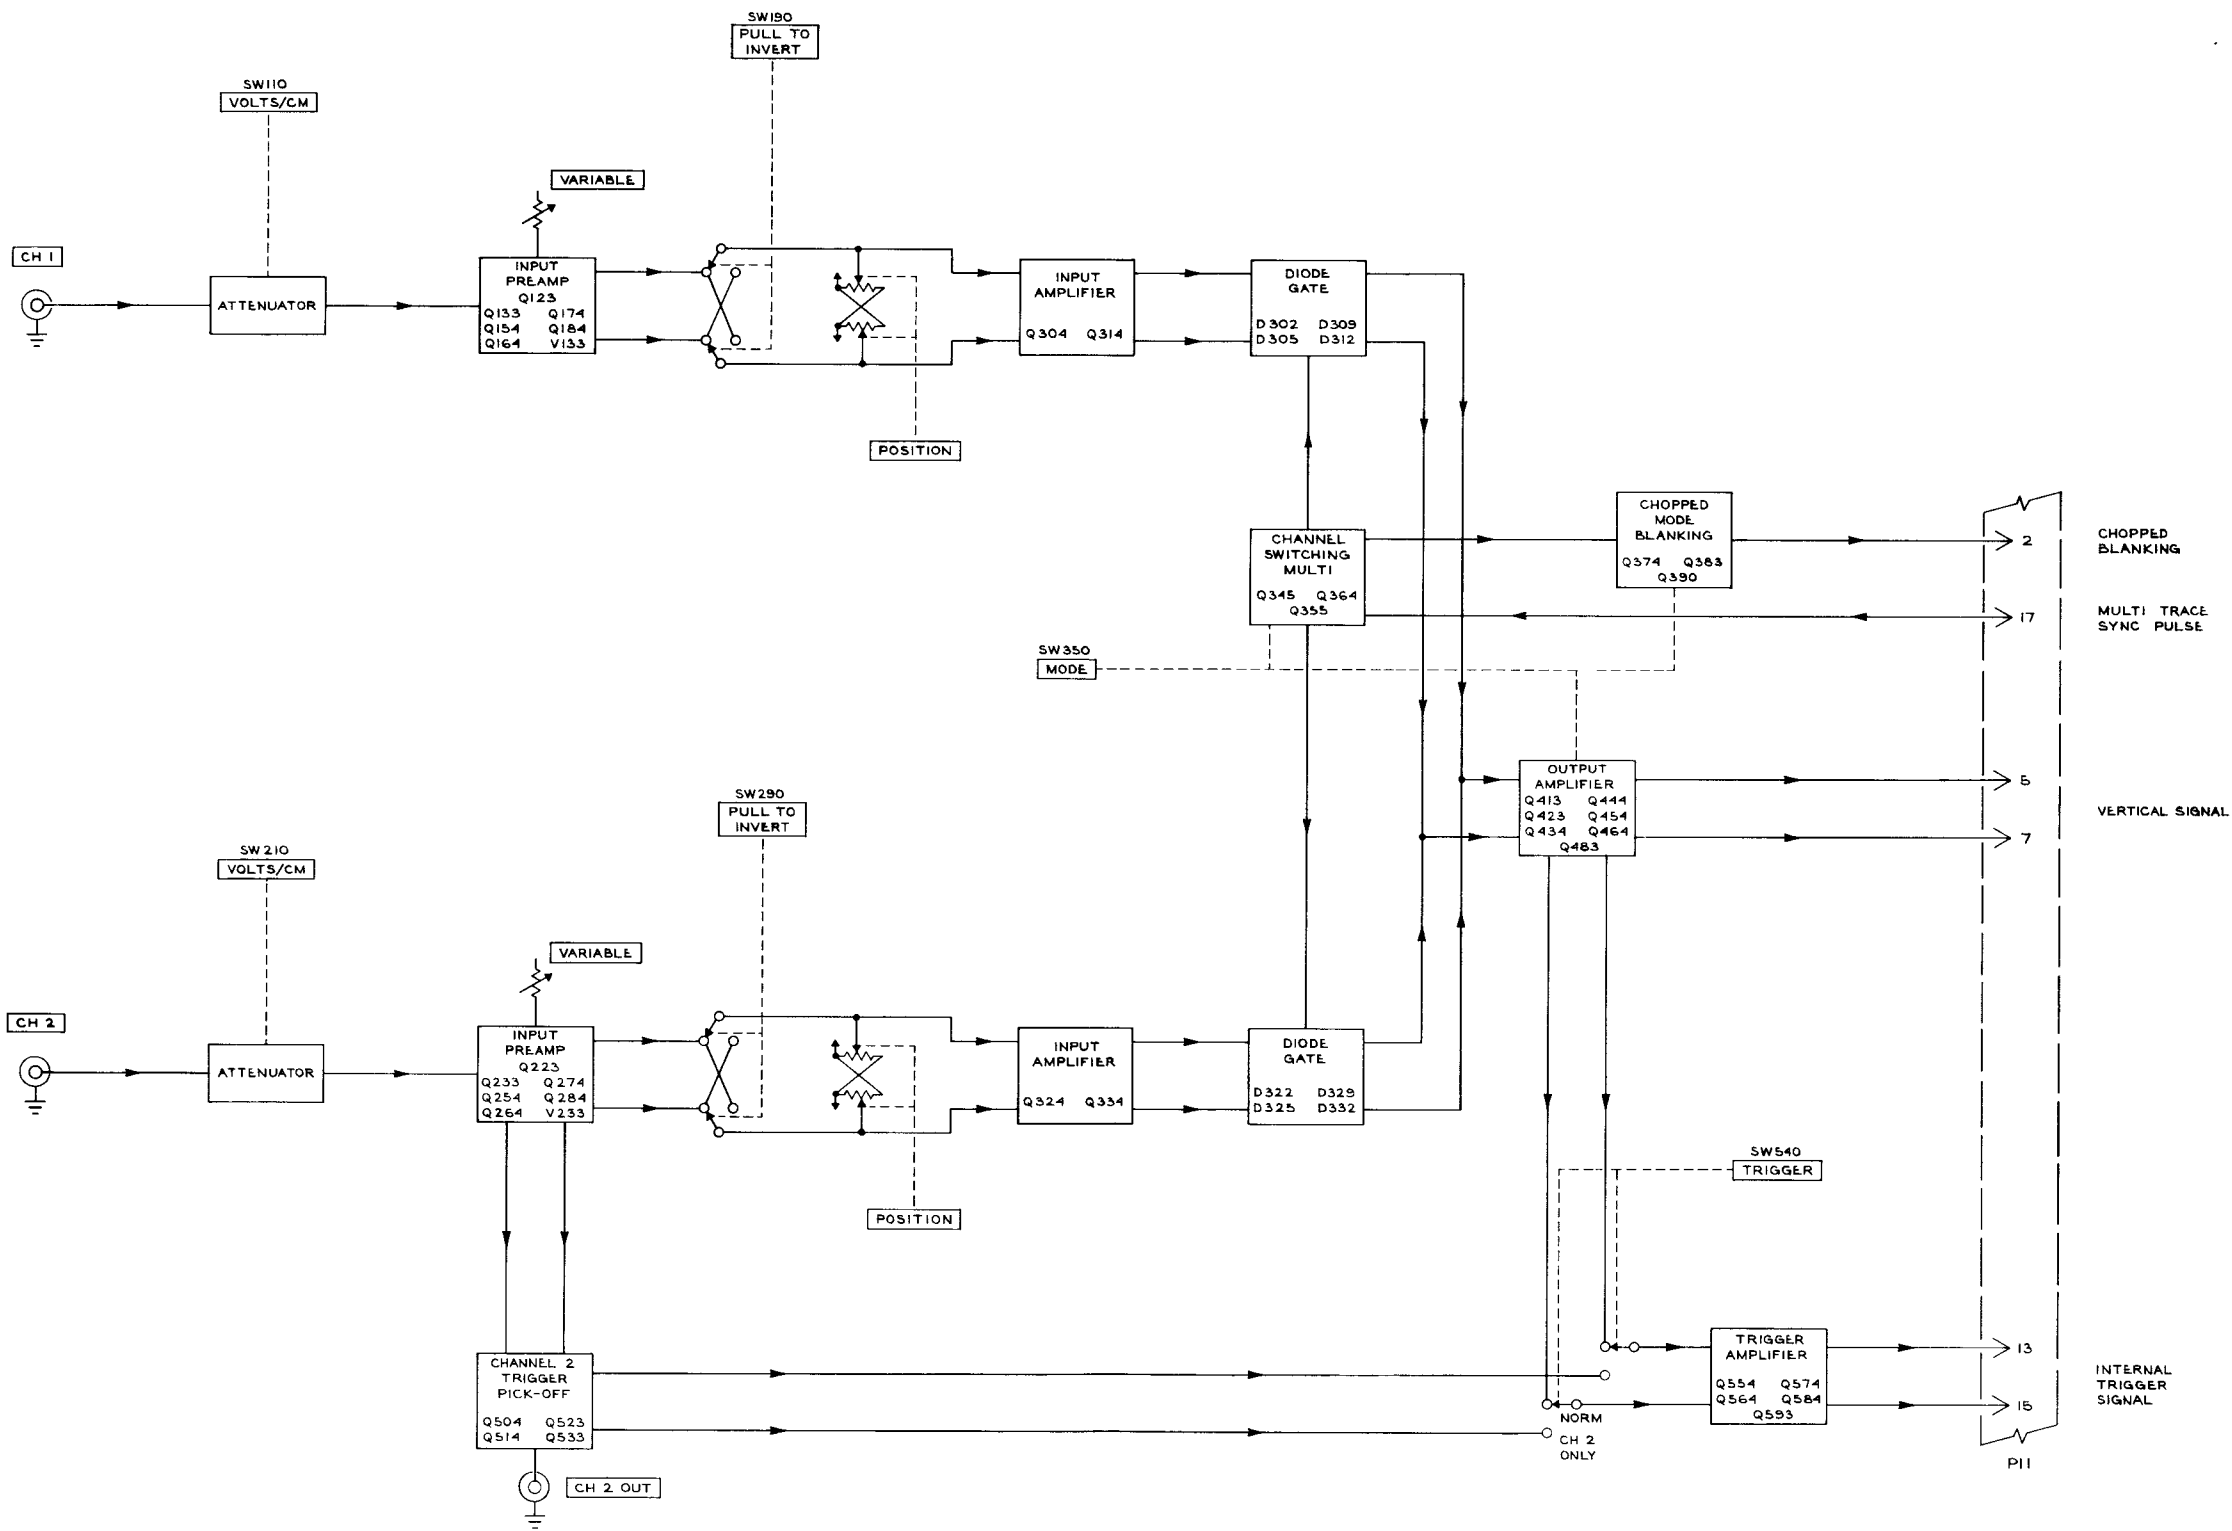 SW190
PULL TO
INVERT
SW110
VOLTS/CM
VARIABLE
CH 1
ATTENUATOR
INPUT
PREAMP
Q123
Q133 Q174
Q154 Q184
Q164 V133
INPUT
AMPLIFIER
Q304 Q314
DIODE
GATE
D302 D309
D305 D312
POSITION
CHANNEL
SWITCHING
MULTI
Q345 Q364
Q355
CHOPPED
MODE
BLANKING
Q374 Q383
Q390
2
CHOPPED
BLANKING
17
MULTI TRACE
SYNC PULSE
SW350
MODE
OUTPUT
AMPLIFIER
Q413 Q444
Q423 Q454
Q434 Q464
Q483
5
VERTICAL SIGNAL
7
SW290
PULL TO
INVERT
SW210
VOLTS/CM
VARIABLE
CH 2
ATTENUATOR
INPUT
PREAMP
Q223
Q233 Q274
Q254 Q284
Q264 V233
INPUT
AMPLIFIER
Q324 Q334
DIODE
GATE
D322 D329
D325 D332
POSITION
SW540
TRIGGER
CHANNEL 2
TRIGGER
PICK-OFF
Q504 Q523
Q514 Q533
CH 2 OUT
NORM
CH 2
ONLY
TRIGGER
AMPLIFIER
Q554 Q574
Q564 Q584
Q593
13
15
INTERNAL
TRIGGER
SIGNAL
P11